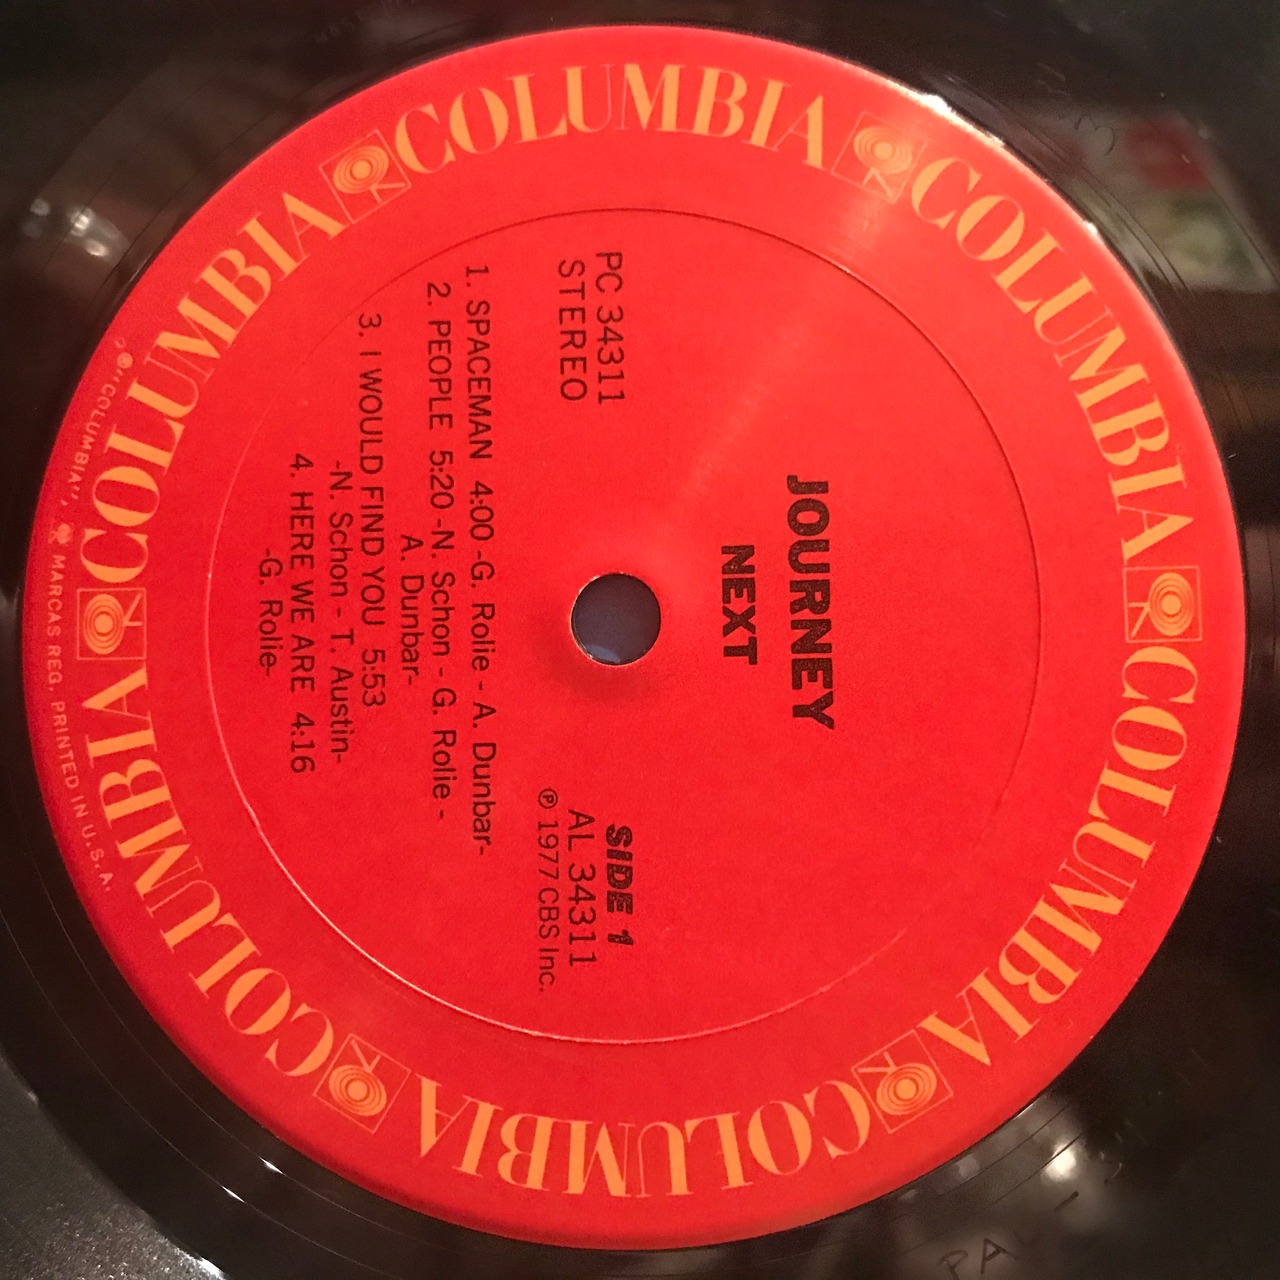 JOURNEY
NEXT
PC 34311
STEREO
SIDE 1
AL 34311
℗ 1977 CBS Inc.
1. SPACEMAN 4:00 -G. Rolie - A. Dunbar-
2. PEOPLE 5:20 -N. Schon - G. Rolie -
A. Dunbar-
3. I WOULD FIND YOU 5:53
-N. Schon - T. Austin-
4. HERE WE ARE 4:16
-G. Rolie-
COLUMBIA
COLUMBIA
COLUMBIA
COLUMBIA
COLUMBIA
COLUMBIA
"COLUMBIA", MARCAS REG. PRINTED IN U.S.A.